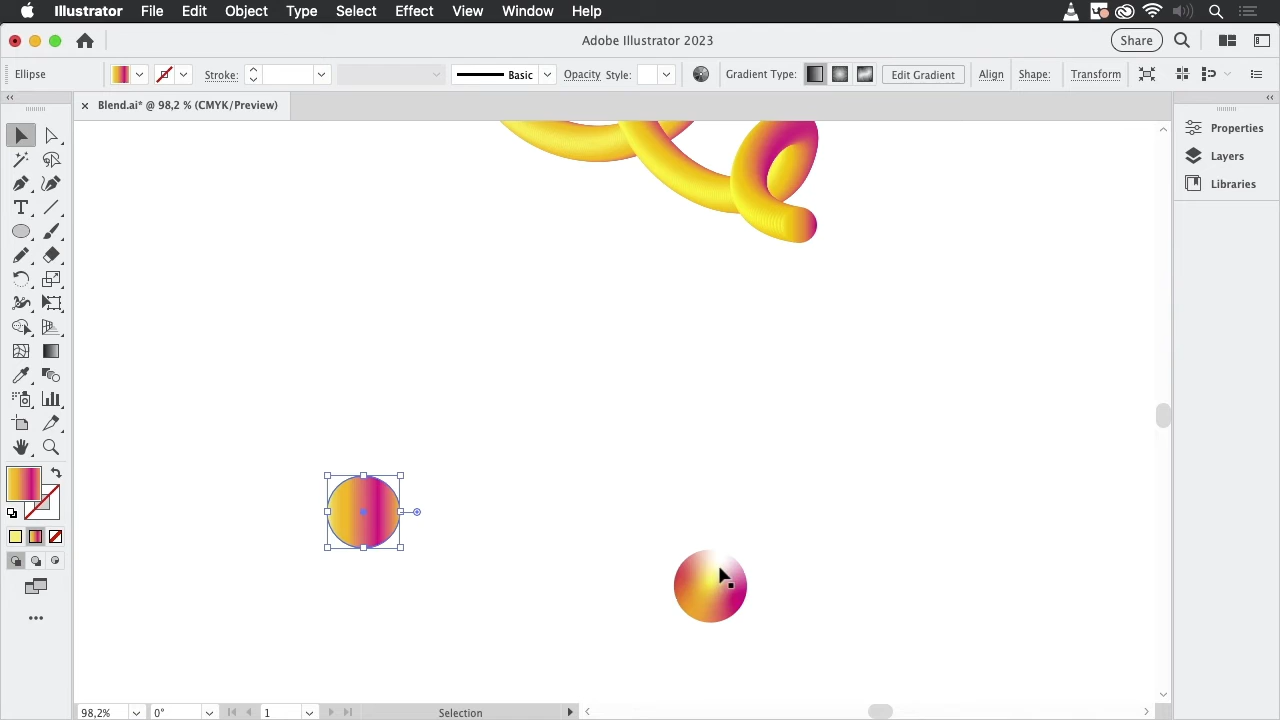 Illustrator File Edit Object Type Select Effect View Window Help
Adobe Illustrator 2023
Share
Ellipse Stroke: Basic Opacity Style: Gradient Type: Edit Gradient Align Shape: Transform
Blend.ai* @ 98,2 % (CMYK/Preview)
Properties
Layers
Libraries
98,2% 0° 1 Selection